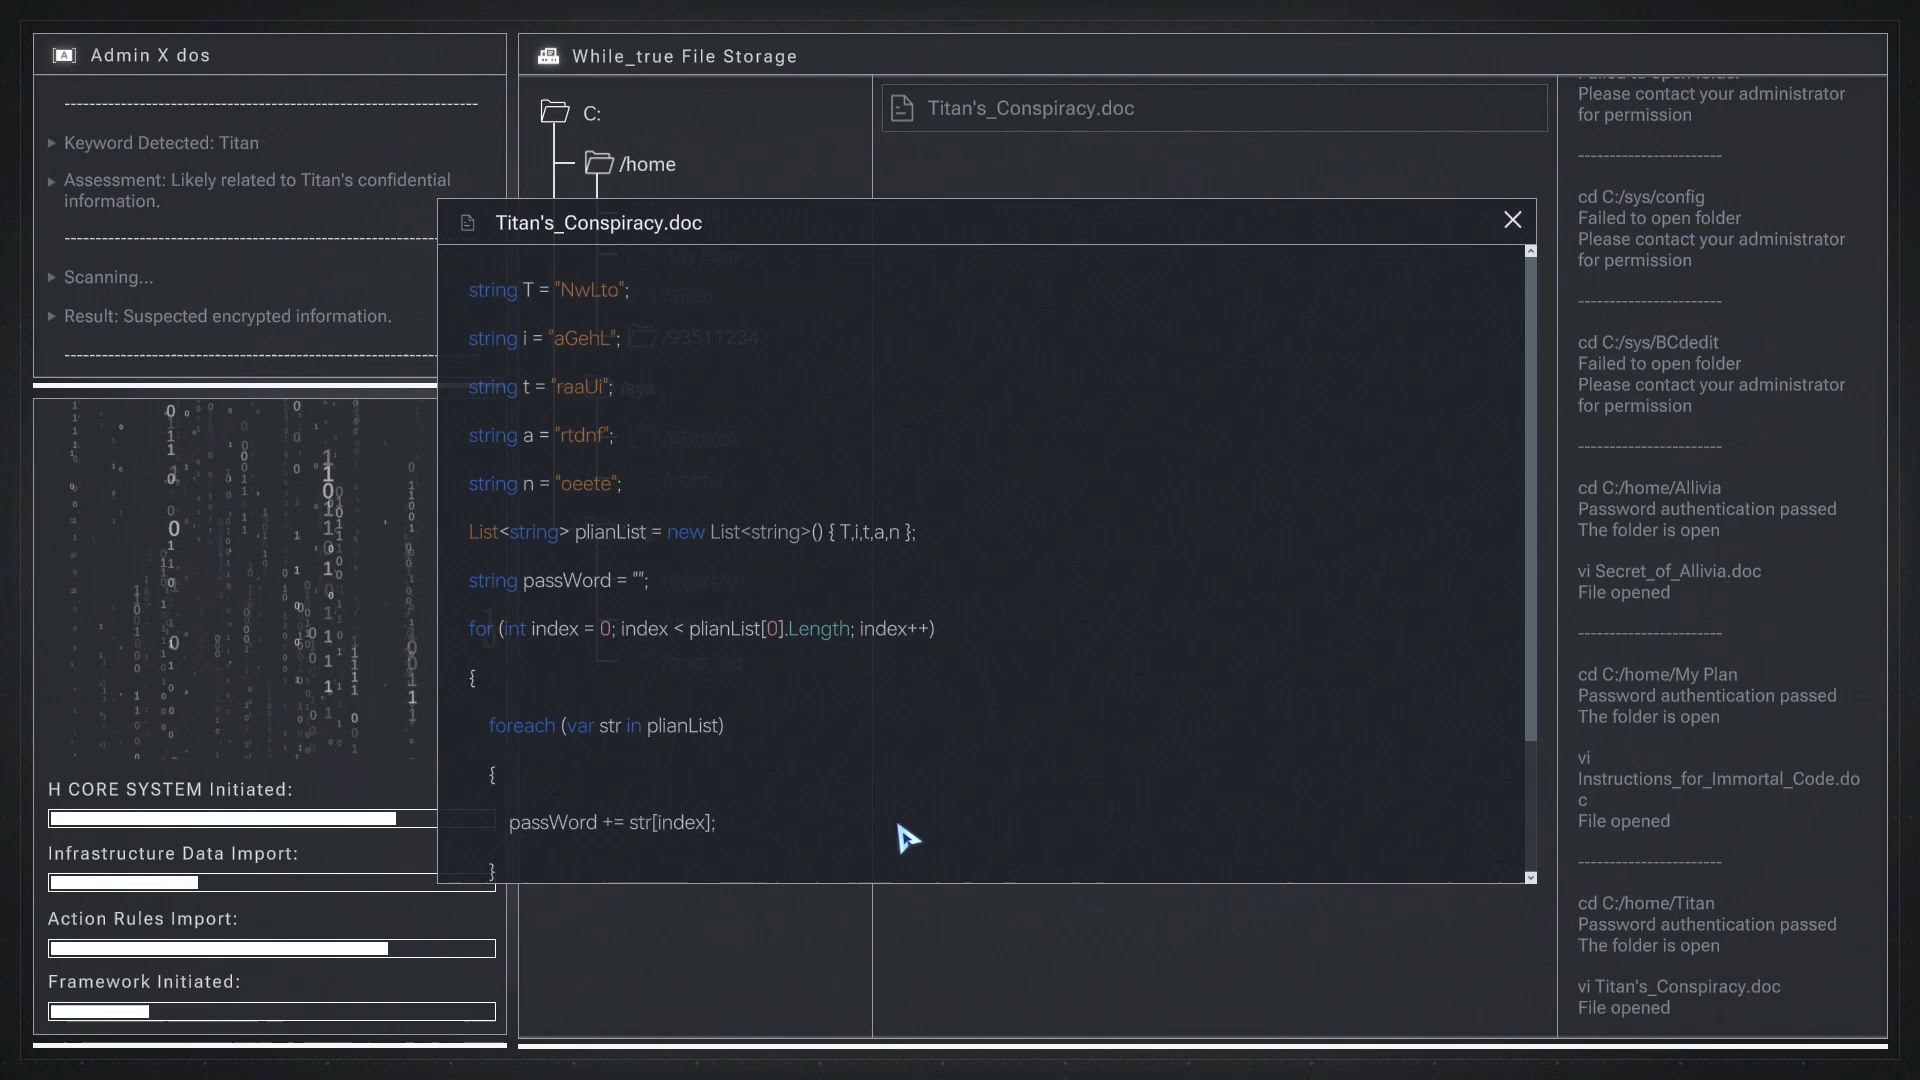 Admin X dos
Keyword Detected: Titan
Assessment: Likely related to Titan's confidential
information.
Scanning...
Result: Suspected encrypted information.
H CORE SYSTEM Initiated:
Infrastructure Data Import:
Action Rules Import:
Framework Initiated:
While_true File Storage
C:
/home
/93511234
/sys
Titan's_Conspiracy.doc
Titan's_Conspiracy.doc
string T = "NwLto";
string i = "aGehL";
string t = "raaUi";
string a = "rtdnf";
string n = "oeete";
List<string> plianList = new List<string>() { T,i,t,a,n };
string passWord = "";
for (int index = 0; index < plianList[0].Length; index++)
{
foreach (var str in plianList)
{
passWord += str[index];
}
Please contact your administrator
for permission
-----------------------
cd C:/sys/config
Failed to open folder
Please contact your administrator
for permission
-----------------------
cd C:/sys/BCdedit
Failed to open folder
Please contact your administrator
for permission
-----------------------
cd C:/home/Allivia
Password authentication passed
The folder is open
vi Secret_of_Allivia.doc
File opened
-----------------------
cd C:/home/My Plan
Password authentication passed
The folder is open
vi
Instructions_for_Immortal_Code.do
c
File opened
-----------------------
cd C:/home/Titan
Password authentication passed
The folder is open
vi Titan's_Conspiracy.doc
File opened